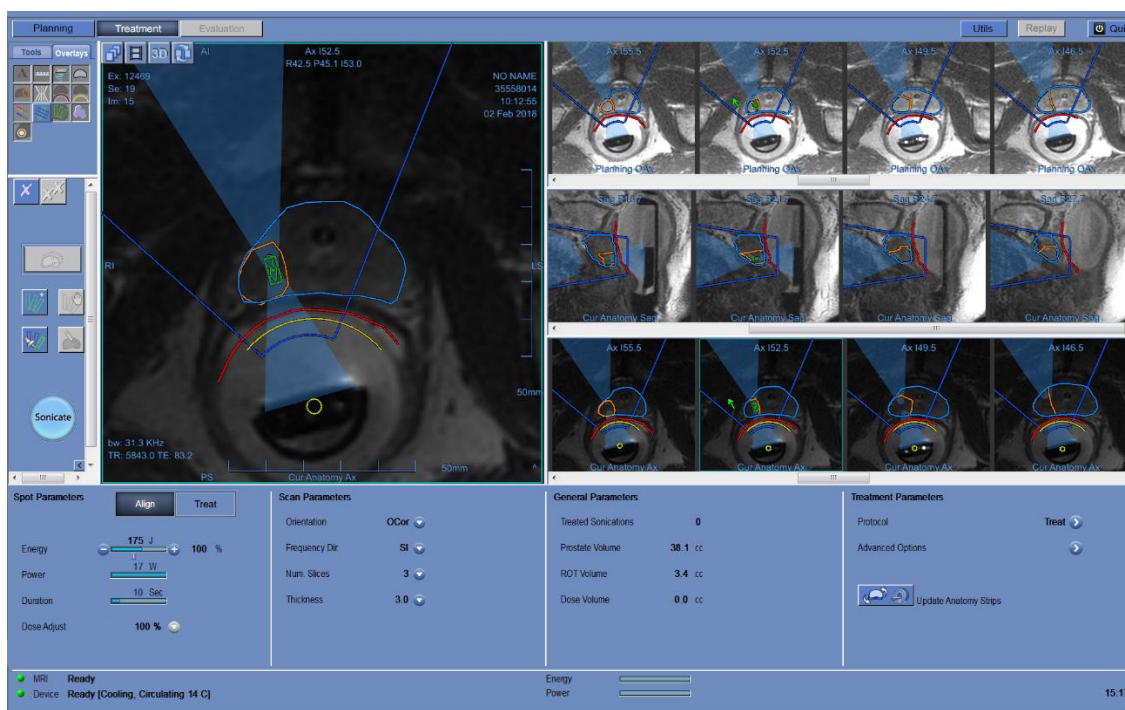 Planning Treatment Evaluation Utils Replay Qui
Tools Overlays
AI
Ax I52.5
R42.5 P45.1 I53.0
Ex: 12469
Se: 19
Im: 15
NO NAME
35558014
10:12:55
02 Feb 2018
3D
RI
LS
50mm
bw: 31.3 KHz
TR: 5843.0 TE: 83.2
PS
Cur Anatomy Ax
50mm
Sonicate
Ax I55.5 Ax I52.5 Ax I49.5 Ax I46.5
Planning OAx Planning OAx Planning OAx Planning OAx
Cur Anatomy Sag Cur Anatomy Sag Cur Anatomy Sag Cur Anatomy Sag
Ax I55.5 Ax I52.5 Ax I49.5 Ax I46.5
Cur Anatomy Ax Cur Anatomy Ax Cur Anatomy Ax Cur Anatomy Ax
Spot Parameters
Align Treat
Energy 175 J 100 %
Power 17 W
Duration 10 Sec
Dose Adjust 100 %
Scan Parameters
Orientation OCor
Frequency Dir SI
Num. Slices 3
Thickness 3.0
General Parameters
Treated Sonications 0
Prostate Volume 38.1 cc
ROT Volume 3.4 cc
Dose Volume 0.0 cc
Treatment Parameters
Protocol Treat
Advanced Options
Update Anatomy Strips
MRI Ready
Device Ready [Cooling, Circulating 14 C]
Energy
Power